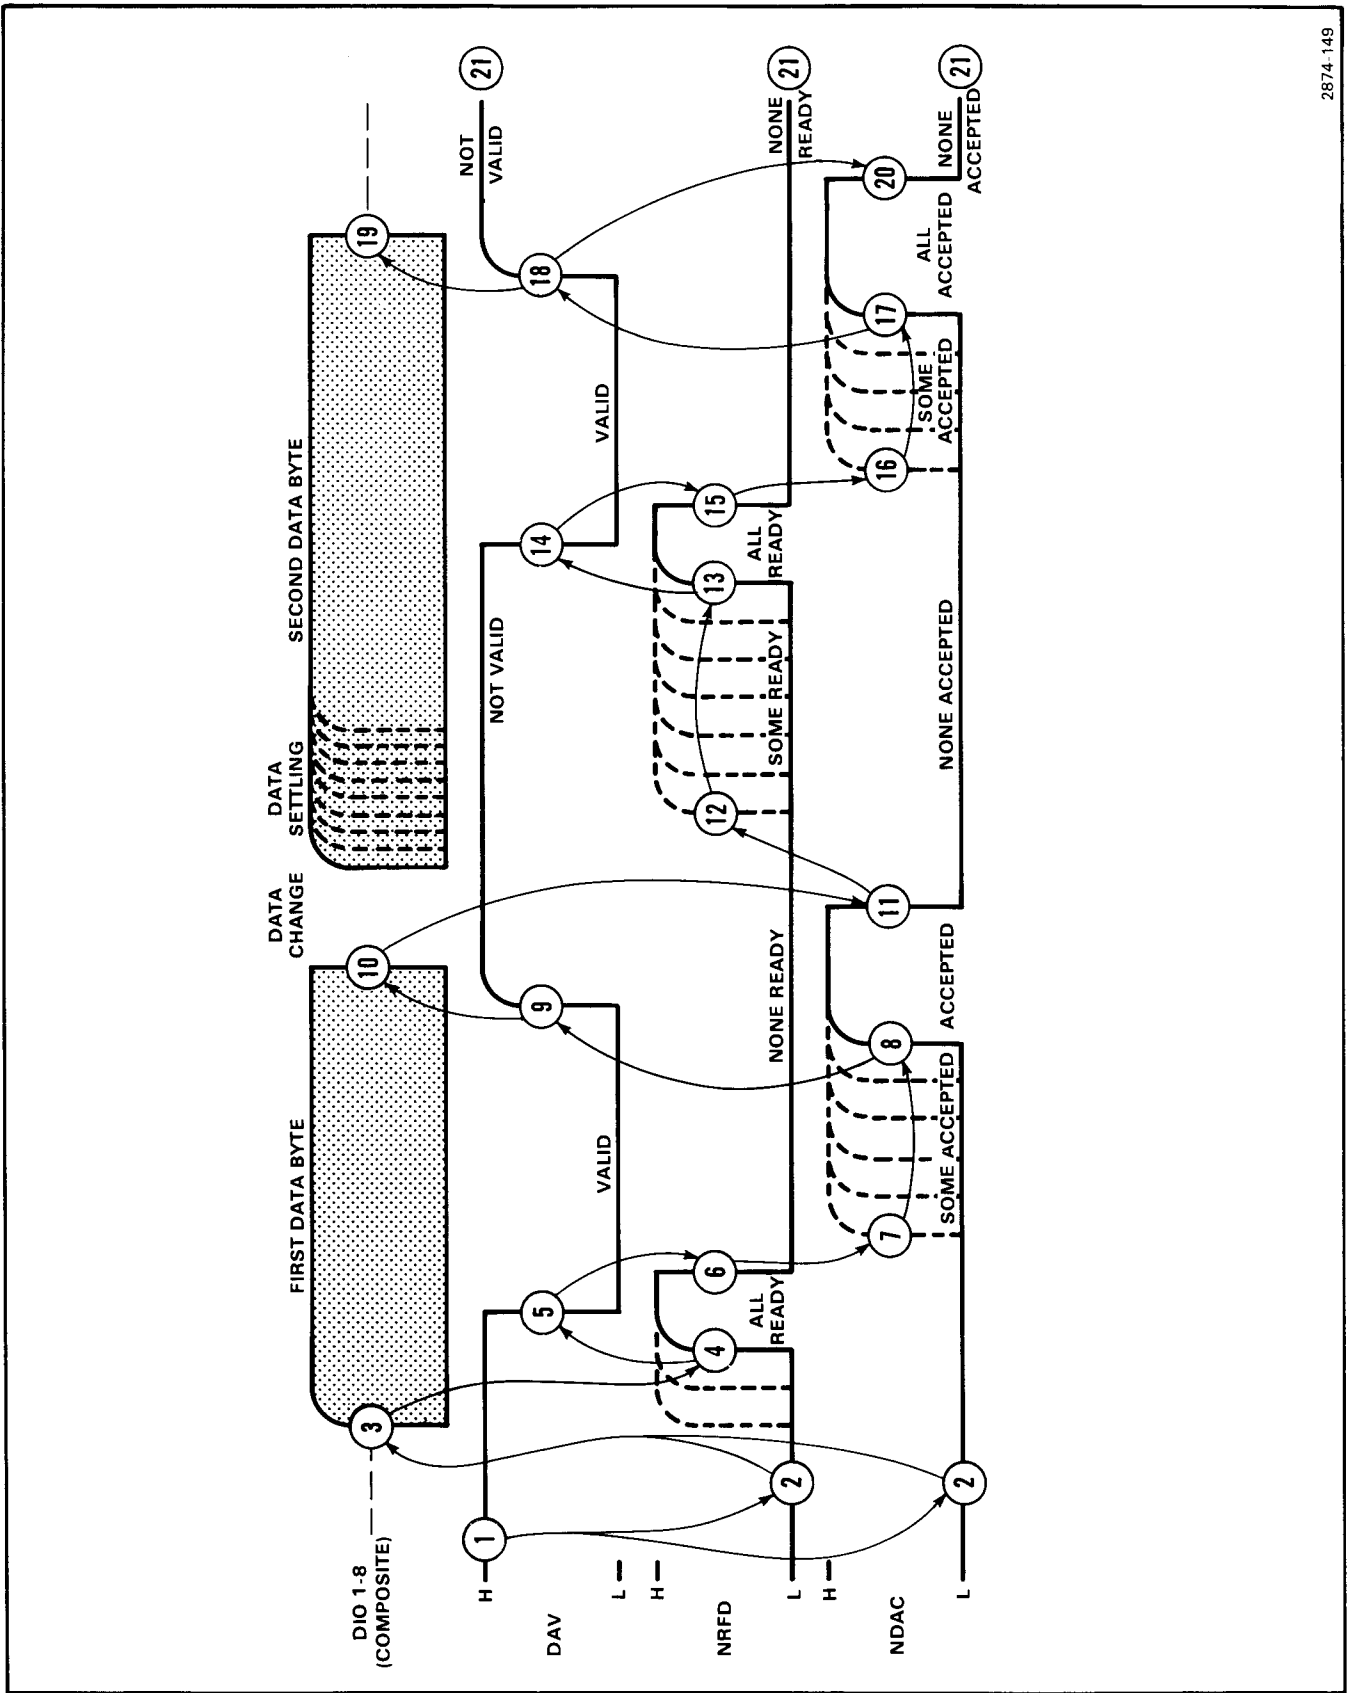 DATA
CHANGE
DATA
SETTLING
FIRST DATA BYTE
SECOND DATA BYTE
DIO 1-8
(COMPOSITE)
3
10
19
H
1
NOT VALID
NOT
VALID
21
DAV
5
9
14
18
VALID
VALID
L
H
NRFD
4
6
12
13
15
ALL
READY
NONE READY
SOME READY
ALL
READY
NONE
READY
L
2
21
H
NDAC
7
8
11
16
17
20
SOME ACCEPTED
ACCEPTED
NONE ACCEPTED
SOME
ACCEPTED
ALL
ACCEPTED
NONE
ACCEPTED
L
2
21
2874-149